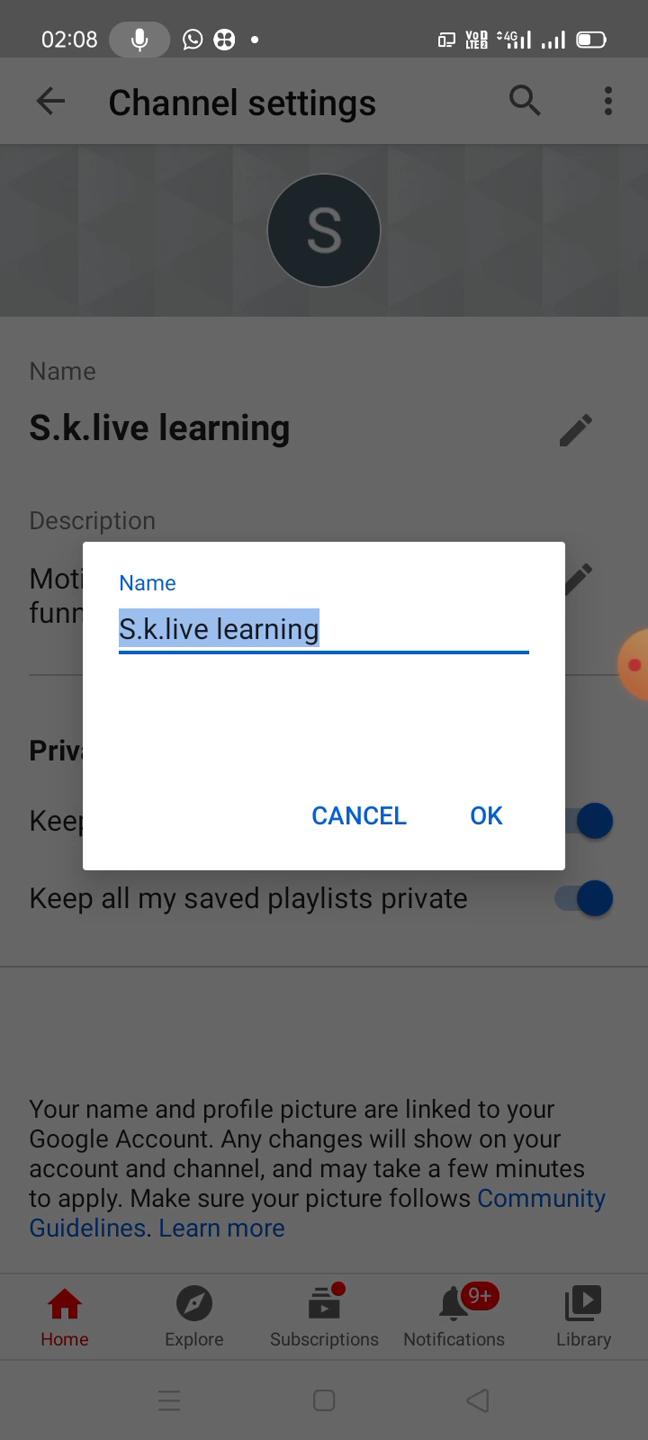 02:08
VoD LTE2 4G
Channel settings
S
Name
S.k.live learning
Description
Moti
funn
Name
S.k.live learning
CANCEL
OK
Priva
Keep
Keep all my saved playlists private
Your name and profile picture are linked to your
Google Account. Any changes will show on your
account and channel, and may take a few minutes
to apply. Make sure your picture follows Community
Guidelines. Learn more
9+
Home Explore Subscriptions Notifications Library